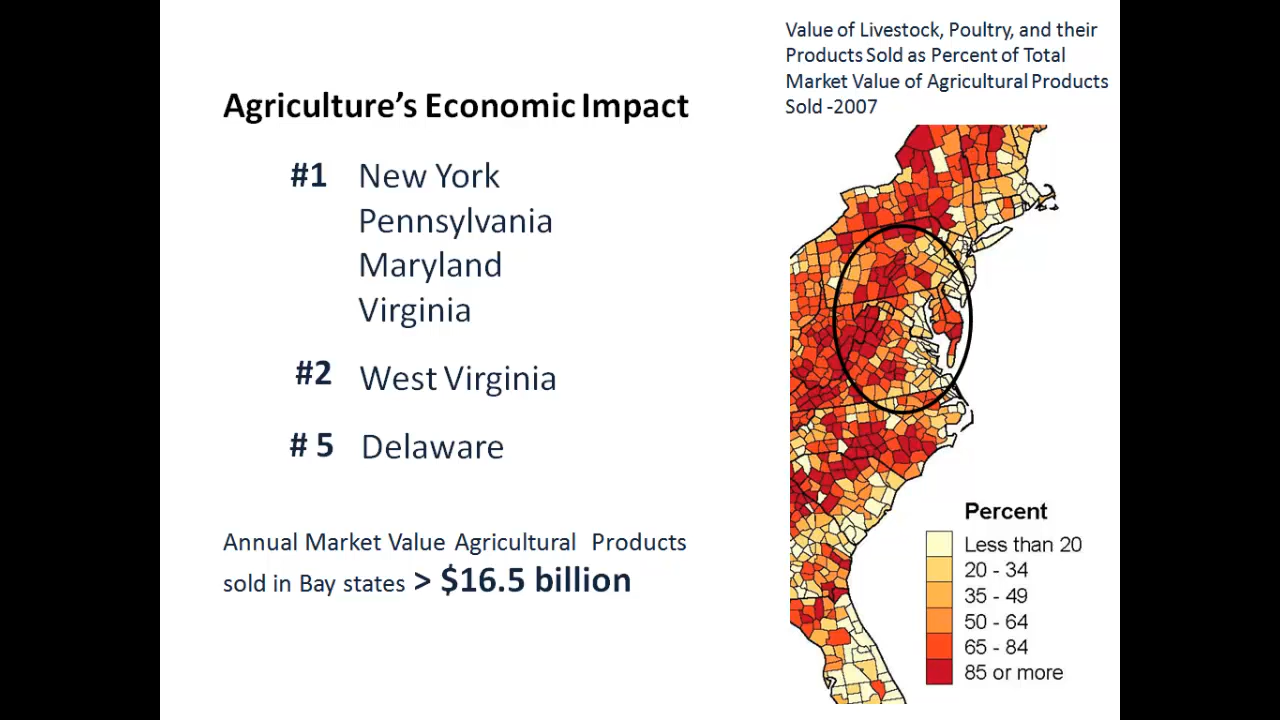 Value of Livestock, Poultry, and their
Products Sold as Percent of Total
Market Value of Agricultural Products
Sold -2007
Agriculture's Economic Impact
#1 New York
Pennsylvania
Maryland
Virginia
#2 West Virginia
# 5 Delaware
Annual Market Value Agricultural Products
sold in Bay states > $16.5 billion
Percent
Less than 20
20 - 34
35 - 49
50 - 64
65 - 84
85 or more